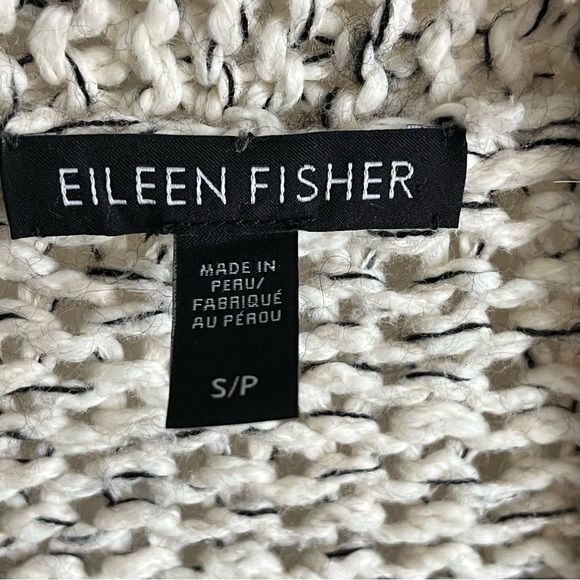 EILEEN FISHER
MADE IN
PERU/
FABRIQUÉ
AU PÉROU
S/P